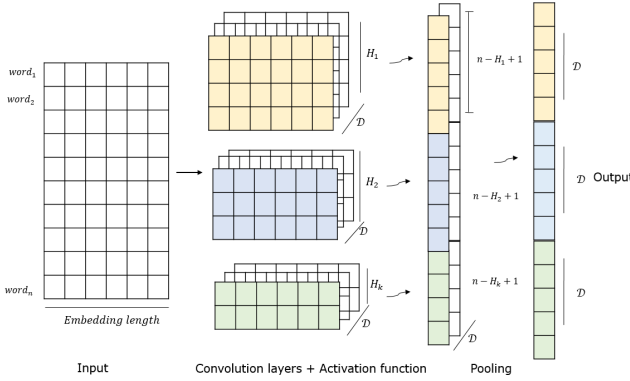 word₁
word₂
wordₙ
Embedding length
Input
H₁
𝒟
H₂
𝒟
Hₖ
𝒟
Convolution layers + Activation function
n − H₁ + 1
n − H₂ + 1
n − Hₖ + 1
𝒟
Pooling
𝒟
𝒟
𝒟
Output